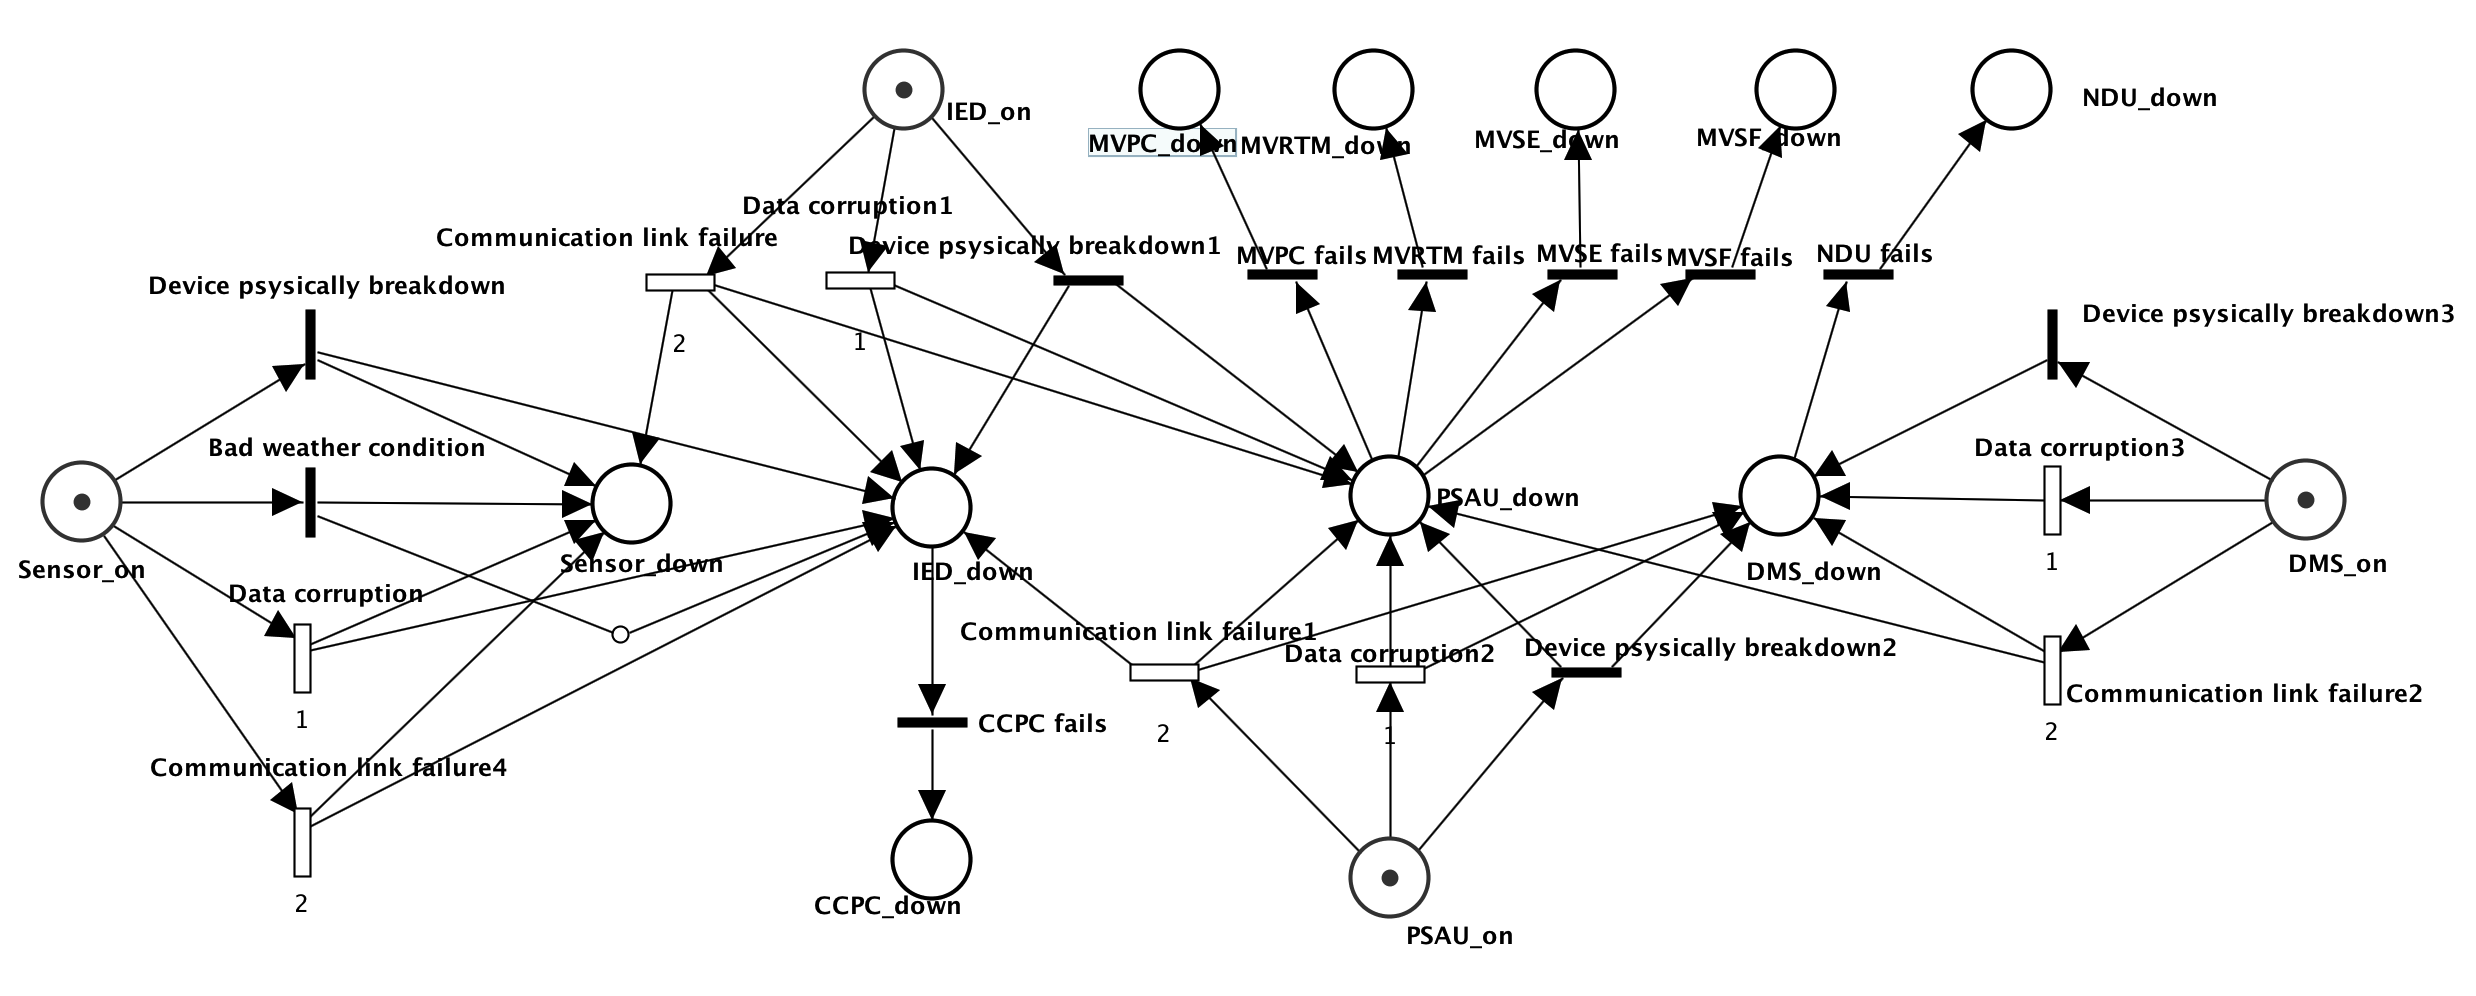 NDU_down
IED_on
MVSF_down
MVSE_down
MVPC_down
MVRTM_down
Data corruption1
Communication link failure
Device psysically breakdown1
MVPC fails
MVRTM fails
MVSE fails
MVSF fails
NDU fails
Device psysically breakdown
Device psysically breakdown3
2
1
Bad weather condition
Data corruption3
PSAU_down
Sensor_on
Sensor_down
IED_down
DMS_down
1
DMS_on
Data corruption
Communication link failure1
Data corruption2
Device psysically breakdown2
Communication link failure2
1
CCPC fails
2
1
2
Communication link failure4
2
CCPC_down
PSAU_on